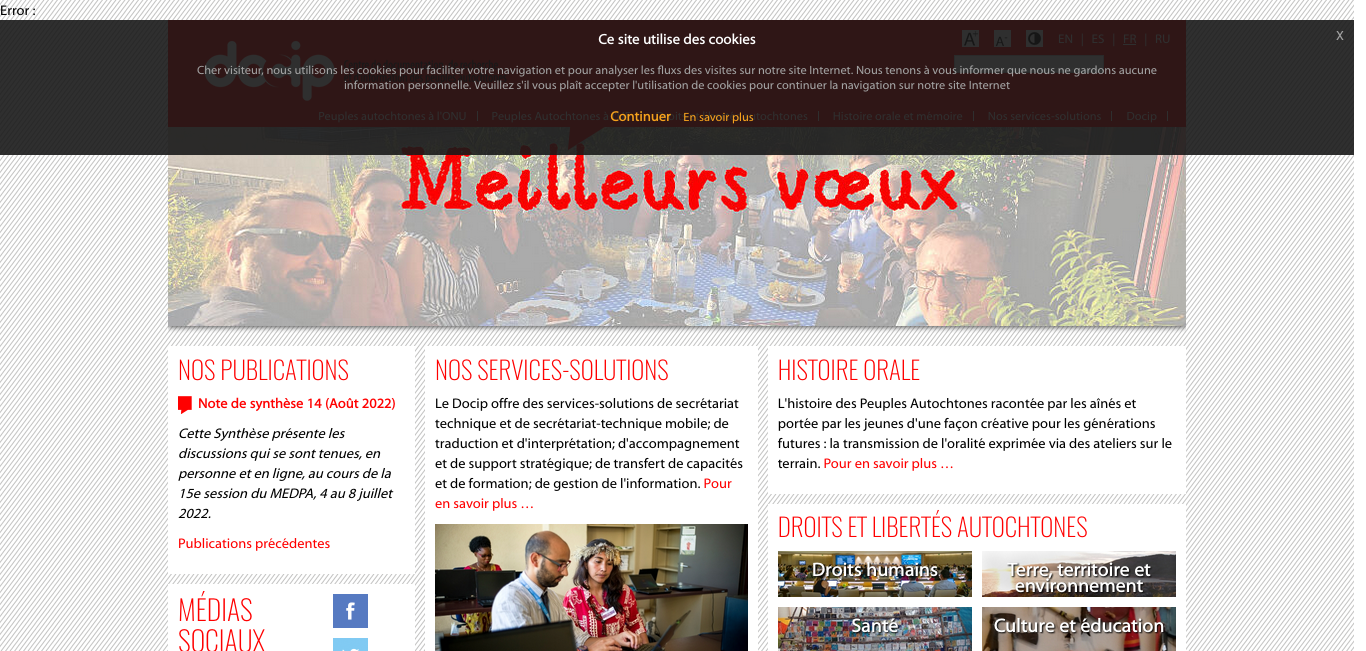 Error :
Ce site utilise des cookies
X
Cher visiteur, nous utilisons les cookies pour faciliter votre navigation et pour analyser les fluxs des visites sur notre site Internet. Nous tenons à vous informer que nous ne gardons aucune
information personnelle. Veuillez s'il vous plaît accepter l'utilisation de cookies pour continuer la navigation sur notre site Internet
Continuer En savoir plus
docip
A+ A- EN | ES | FR | RU
Peuples autochtones à l'ONU | Peuples Autochtones à
Histoire orale et mémoire | Nos services-solutions | Docip |
Meilleurs vœux
NOS PUBLICATIONS
Note de synthèse 14 (Août 2022)
Cette Synthèse présente les
discussions qui se sont tenues, en
personne et en ligne, au cours de la
15e session du MEDPA, 4 au 8 juillet
2022.
Publications précédentes
MÉDIAS
SOCIAUX
f
NOS SERVICES-SOLUTIONS
Le Docip offre des services-solutions de secrétariat
technique et de secrétariat-technique mobile; de
traduction et d'interprétation; d'accompagnement
et de support stratégique; de transfert de capacités
et de formation; de gestion de l'information. Pour
en savoir plus …
HISTOIRE ORALE
L'histoire des Peuples Autochtones racontée par les aînés et
portée par les jeunes d'une façon créative pour les générations
futures : la transmission de l'oralité exprimée via des ateliers sur le
terrain. Pour en savoir plus …
DROITS ET LIBERTÉS AUTOCHTONES
Droits humains
Terre, territoire et
environnement
Santé
Culture et éducation